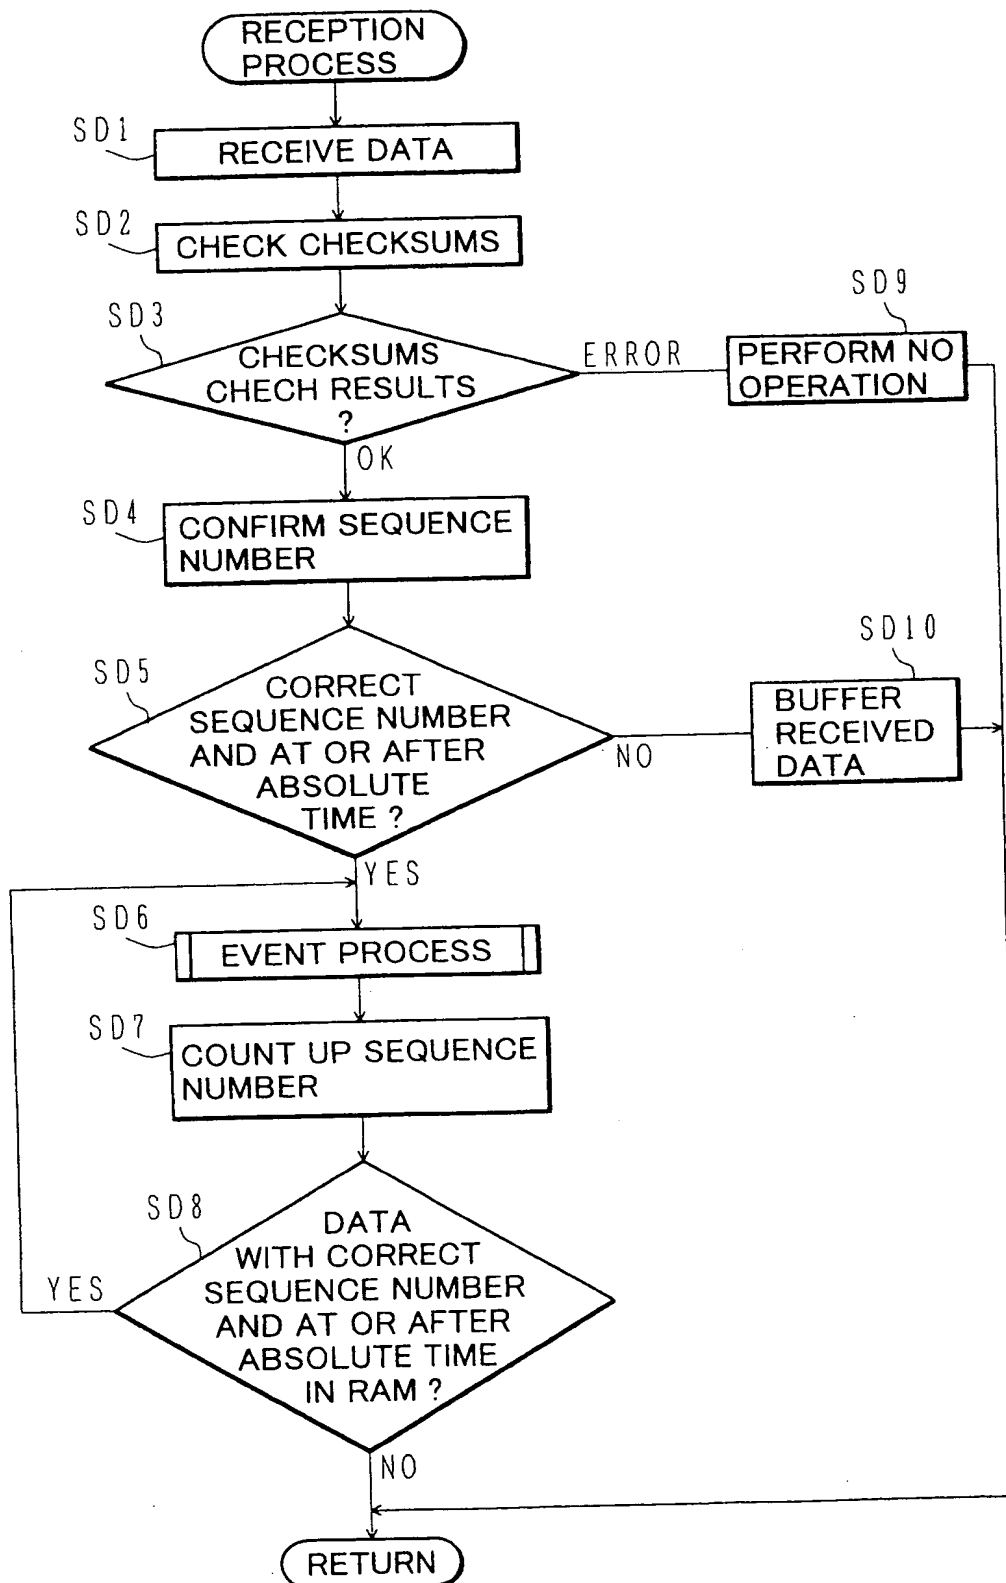 RECEPTION
PROCESS
SD1
RECEIVE DATA
SD2
CHECK CHECKSUMS
SD3
CHECKSUMS
CHECH RESULTS
?
ERROR
SD9
PERFORM NO
OPERATION
OK
SD4
CONFIRM SEQUENCE
NUMBER
SD5
CORRECT
SEQUENCE NUMBER
AND AT OR AFTER
ABSOLUTE
TIME ?
NO
SD10
BUFFER
RECEIVED
DATA
YES
SD6
EVENT PROCESS
SD7
COUNT UP SEQUENCE
NUMBER
SD8
DATA
WITH CORRECT
SEQUENCE NUMBER
AND AT OR AFTER
ABSOLUTE TIME
IN RAM ?
YES
NO
RETURN